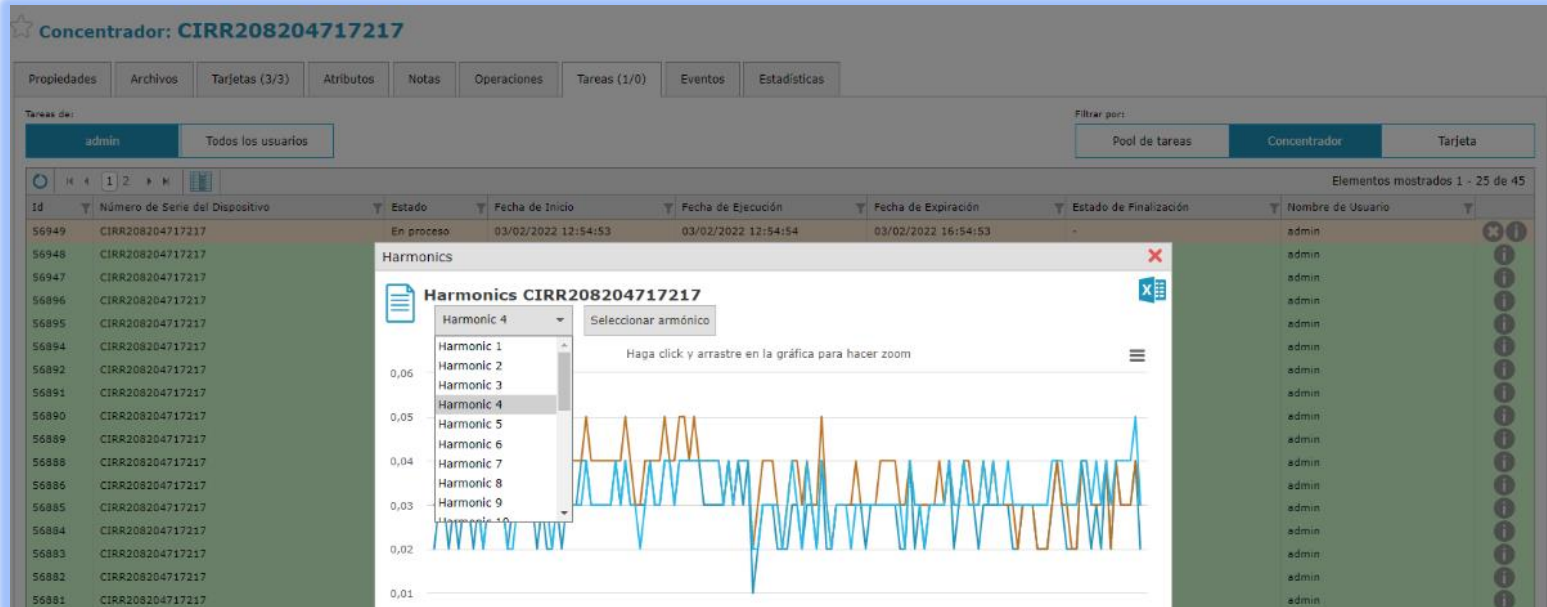 Concentrador: CIRR208204717217
Propiedades Archivos Tarjetas (3/3) Atributos Notas Operaciones Tareas (1/0) Eventos Estadísticas
Tareas de: Filtrar por:
admin Todos los usuarios Pool de tareas Concentrador Tarjeta
1 2 Elementos mostrados 1 - 25 de 45
Id Número de Serie del Dispositivo Estado Fecha de Inicio Fecha de Ejecución Fecha de Expiración Estado de Finalización Nombre de Usuario
56949 CIRR208204717217 En proceso 03/02/2022 12:54:53 03/02/2022 12:54:54 03/02/2022 16:54:53 - admin
56948 CIRR208204717217 admin
56947 CIRR208204717217 admin
56896 CIRR208204717217 admin
56895 CIRR208204717217 admin
56894 CIRR208204717217 admin
56892 CIRR208204717217 admin
56891 CIRR208204717217 admin
56890 CIRR208204717217 admin
56889 CIRR208204717217 admin
56888 CIRR208204717217 admin
56886 CIRR208204717217 admin
56885 CIRR208204717217 admin
56884 CIRR208204717217 admin
56883 CIRR208204717217 admin
56882 CIRR208204717217 admin
56881 CIRR208204717217 admin
Harmonics
Harmonics CIRR208204717217
Harmonic 4 Seleccionar armónico
Haga click y arrastre en la gráfica para hacer zoom
Harmonic 1
Harmonic 2
Harmonic 3
Harmonic 4
Harmonic 5
Harmonic 6
Harmonic 7
Harmonic 8
Harmonic 9
Harmonic 10
0,06
0,05
0,04
0,03
0,02
0,01